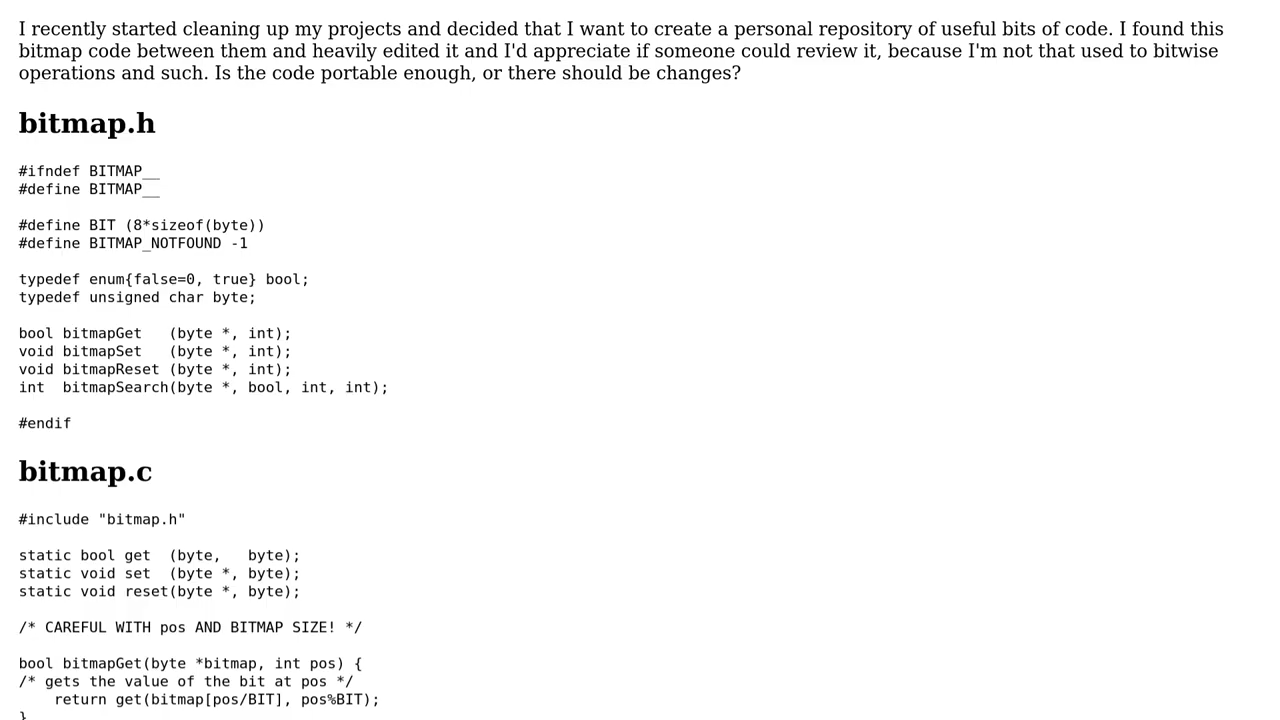 I recently started cleaning up my projects and decided that I want to create a personal repository of useful bits of code. I found this
bitmap code between them and heavily edited it and I'd appreciate if someone could review it, because I'm not that used to bitwise
operations and such. Is the code portable enough, or there should be changes?
bitmap.h
#ifndef BITMAP__
#define BITMAP__
#define BIT (8*sizeof(byte))
#define BITMAP_NOTFOUND -1
typedef enum{false=0, true} bool;
typedef unsigned char byte;
bool bitmapGet   (byte *, int);
void bitmapSet   (byte *, int);
void bitmapReset (byte *, int);
int  bitmapSearch(byte *, bool, int, int);
#endif
bitmap.c
#include "bitmap.h"
static bool get  (byte,   byte);
static void set  (byte *, byte);
static void reset(byte *, byte);
/* CAREFUL WITH pos AND BITMAP SIZE! */
bool bitmapGet(byte *bitmap, int pos) {
/* gets the value of the bit at pos */
    return get(bitmap[pos/BIT], pos%BIT);
}